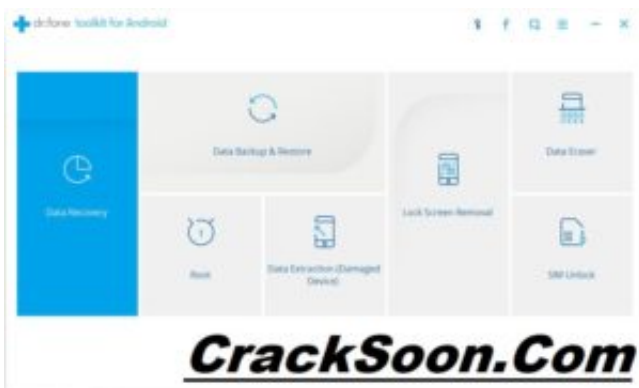 dr.fone toolkit for Android
Data Backup & Restore
Data Eraser
Data Recovery
Lock Screen Removal
Root
Data Extraction (Damaged
Device)
SIM Unlock
CrackSoon.Com